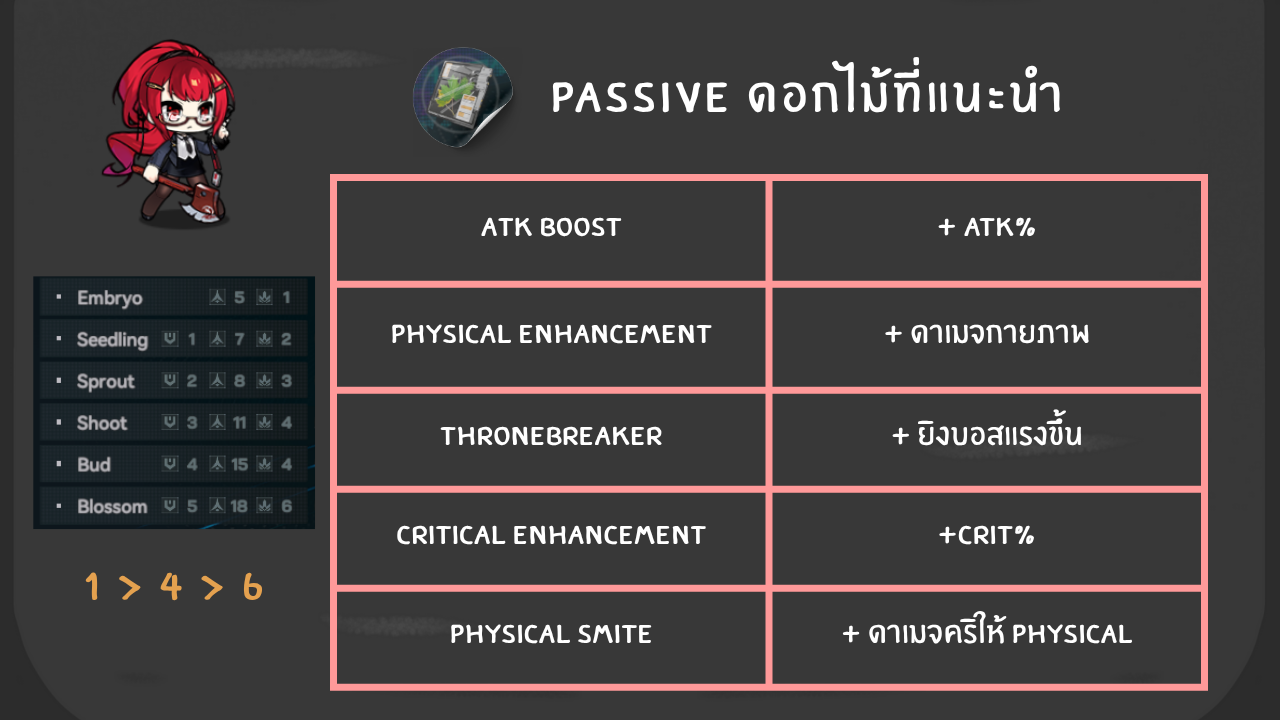 PASSIVE ดอกไม้ที่แนะนำ
ATK BOOST
+ ATK%
PHYSICAL ENHANCEMENT
+ ดาเมจกายภาพ
THRONEBREAKER
+ ยิงบอสแรงขึ้น
CRITICAL ENHANCEMENT
+CRIT%
PHYSICAL SMITE
+ ดาเมจคริให้ PHYSICAL
Embryo 5 1
Seedling 1 7 2
Sprout 2 8 3
Shoot 3 11 4
Bud 4 15 4
Blossom 5 18 6
1 > 4 > 6